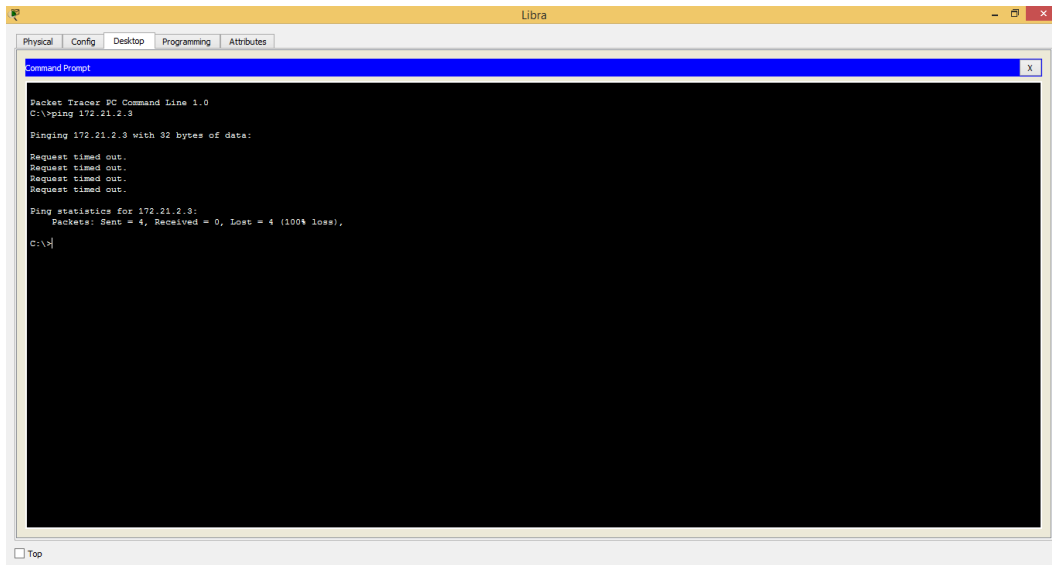 Libra
Physical Config Desktop Programming Attributes
Command Prompt X
Packet Tracer PC Command Line 1.0
C:\>ping 172.21.2.3
Pinging 172.21.2.3 with 32 bytes of data:
Request timed out.
Request timed out.
Request timed out.
Request timed out.
Ping statistics for 172.21.2.3:
    Packets: Sent = 4, Received = 0, Lost = 4 (100% loss),
C:\>
Top